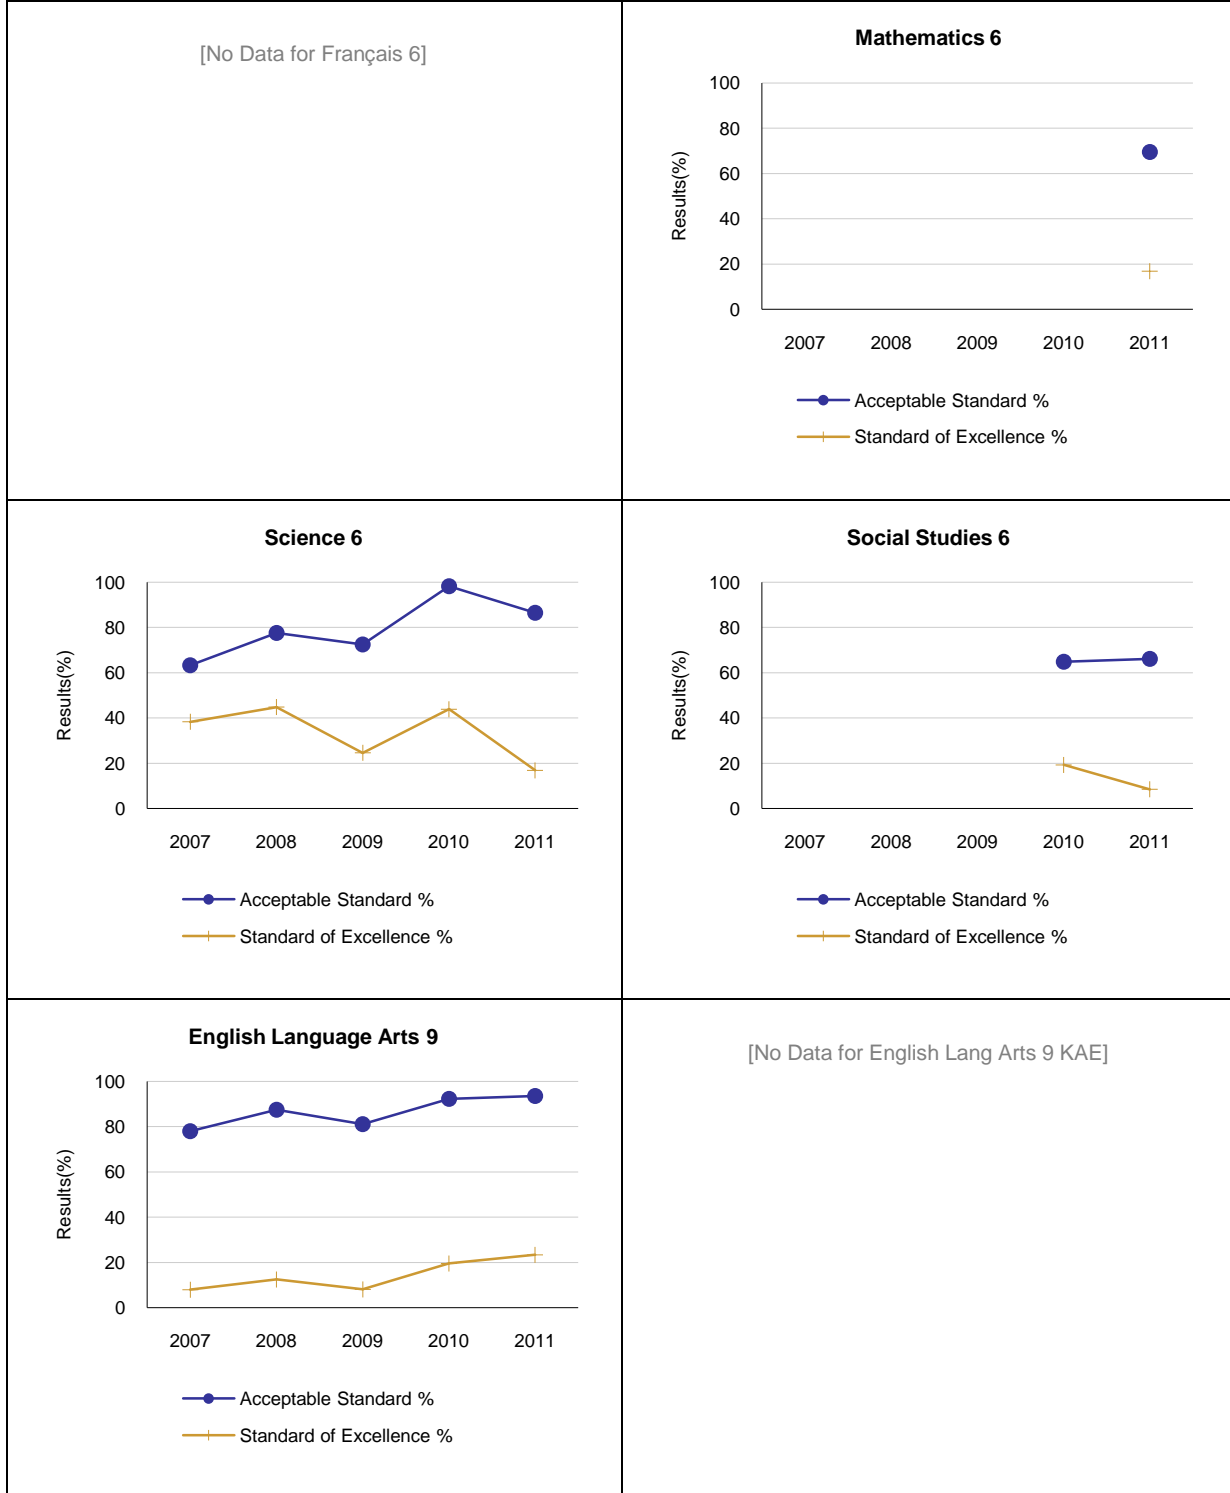 [No Data for Français 6]
Mathematics 6
Results(%)
100
80
60
40
20
0
2007 2008 2009 2010 2011
Acceptable Standard %
Standard of Excellence %
Science 6
Results(%)
100
80
60
40
20
0
2007 2008 2009 2010 2011
Acceptable Standard %
Standard of Excellence %
Social Studies 6
Results(%)
100
80
60
40
20
0
2007 2008 2009 2010 2011
Acceptable Standard %
Standard of Excellence %
English Language Arts 9
Results(%)
100
80
60
40
20
0
2007 2008 2009 2010 2011
Acceptable Standard %
Standard of Excellence %
[No Data for English Lang Arts 9 KAE]